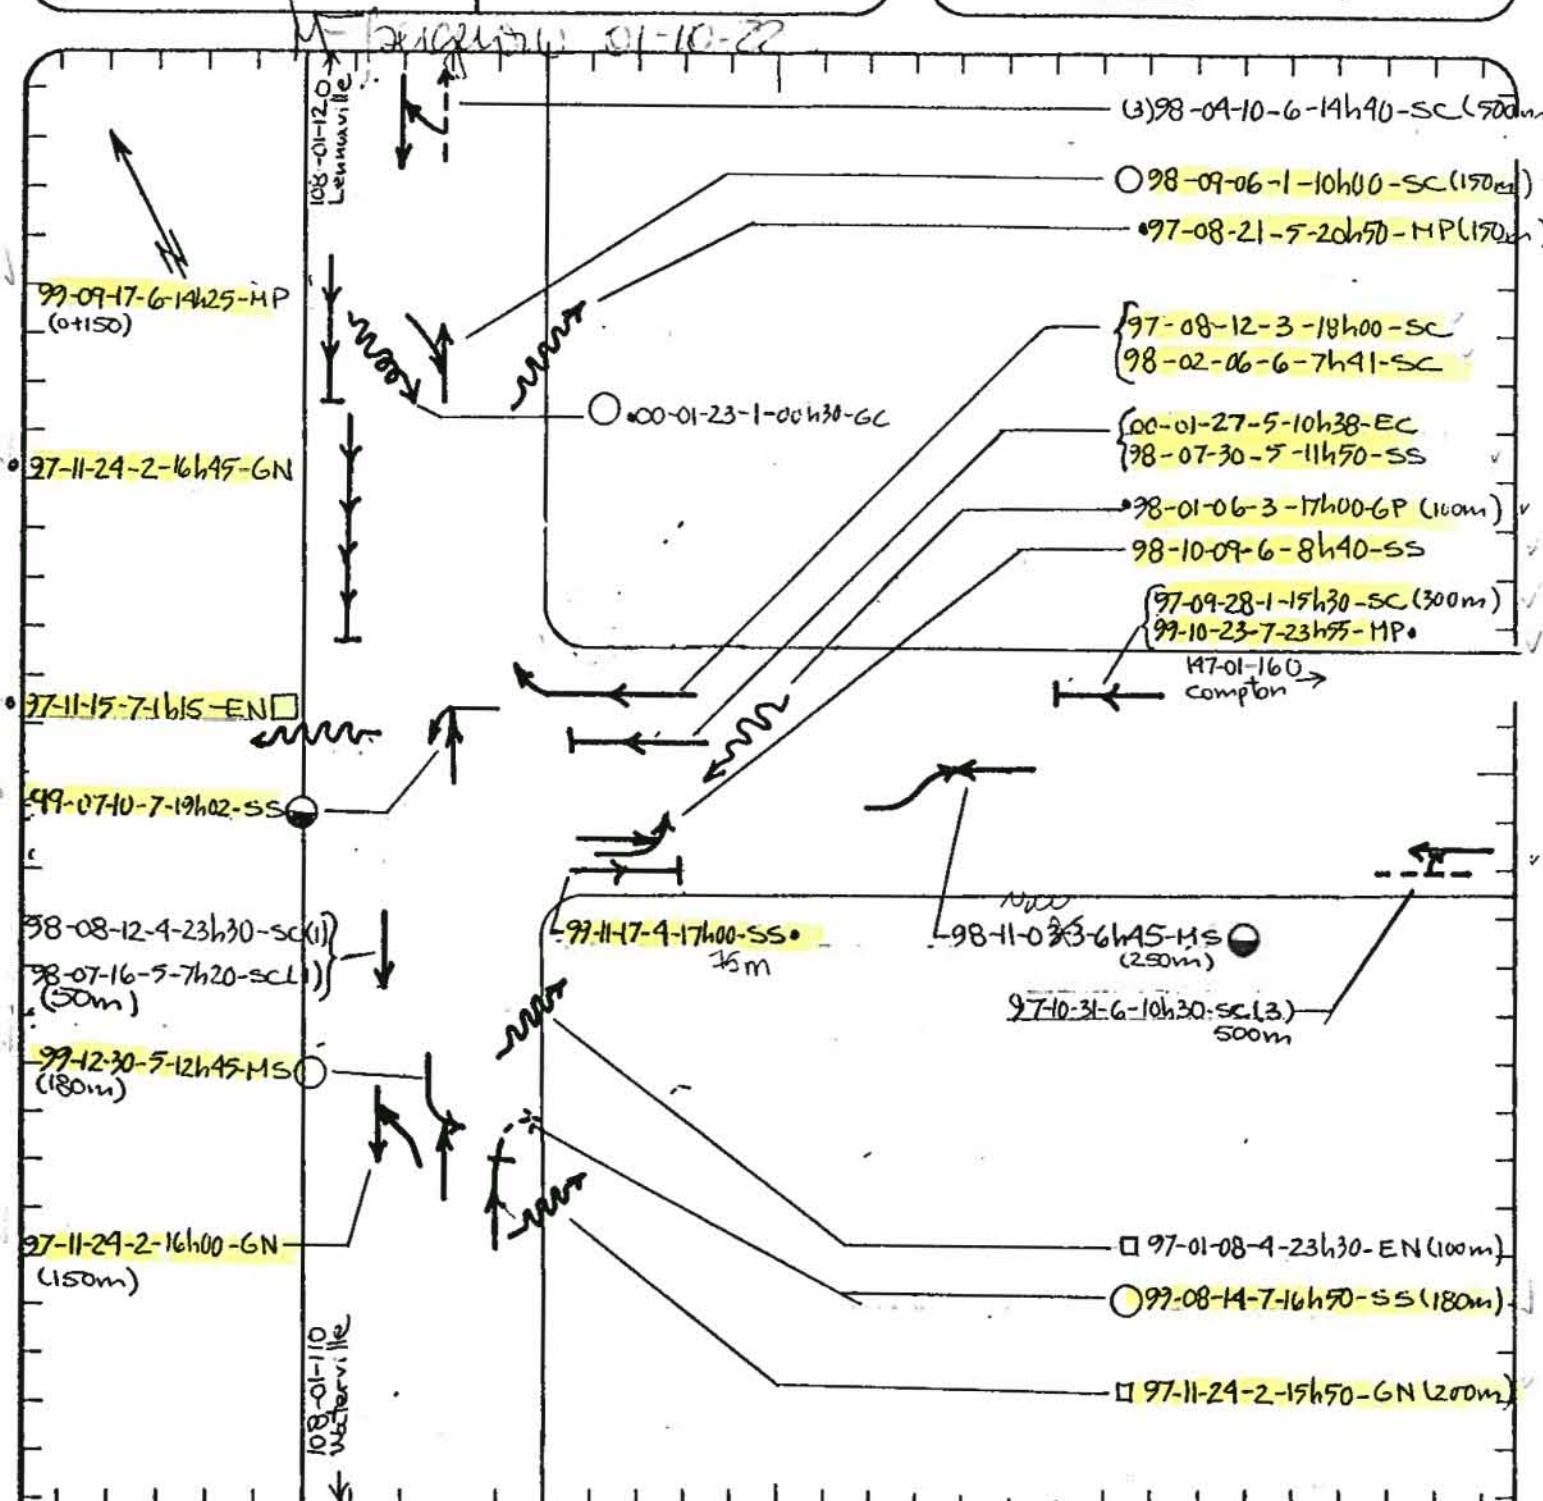 01-10-22
108-01-120
Lennoxville
(3)98-04-10-6-14h40-SC(500m
98-09-06-1-10h00-SC(150m)
•97-08-21-5-20h50-MP(150m)
99-09-17-6-14h25-MP
(0+150)
97-08-12-3-18h00-SC
98-02-06-6-7h41-SC
•00-01-23-1-00h30-GC
00-01-27-5-10h38-EC
98-07-30-5-11h50-SS
•97-11-24-2-16h45-GN
•98-01-06-3-17h00-GP (100m)
98-10-09-6-8h40-SS
97-09-28-1-15h30-SC(300m)
99-10-23-7-23h55-MP•
147-01-160
Compton →
•97-11-15-7-1h15-EN
99-07-10-7-19h02-SS
98-08-12-4-23h30-SC(1)
98-07-16-5-7h20-SC(1)
(50m)
99-11-17-4-17h00-SS•
75m
6h45-MS
(250m)
97-10-31-6-10h30-SC(3)
500m
99-12-30-5-12h45-MS
(180m)
97-11-24-2-16h00-GN
(150m)
97-01-08-4-23h30-EN(100m)
99-08-14-7-16h50-SS(180m)
108-01-110
Waterville
97-11-24-2-15h50-GN(200m)